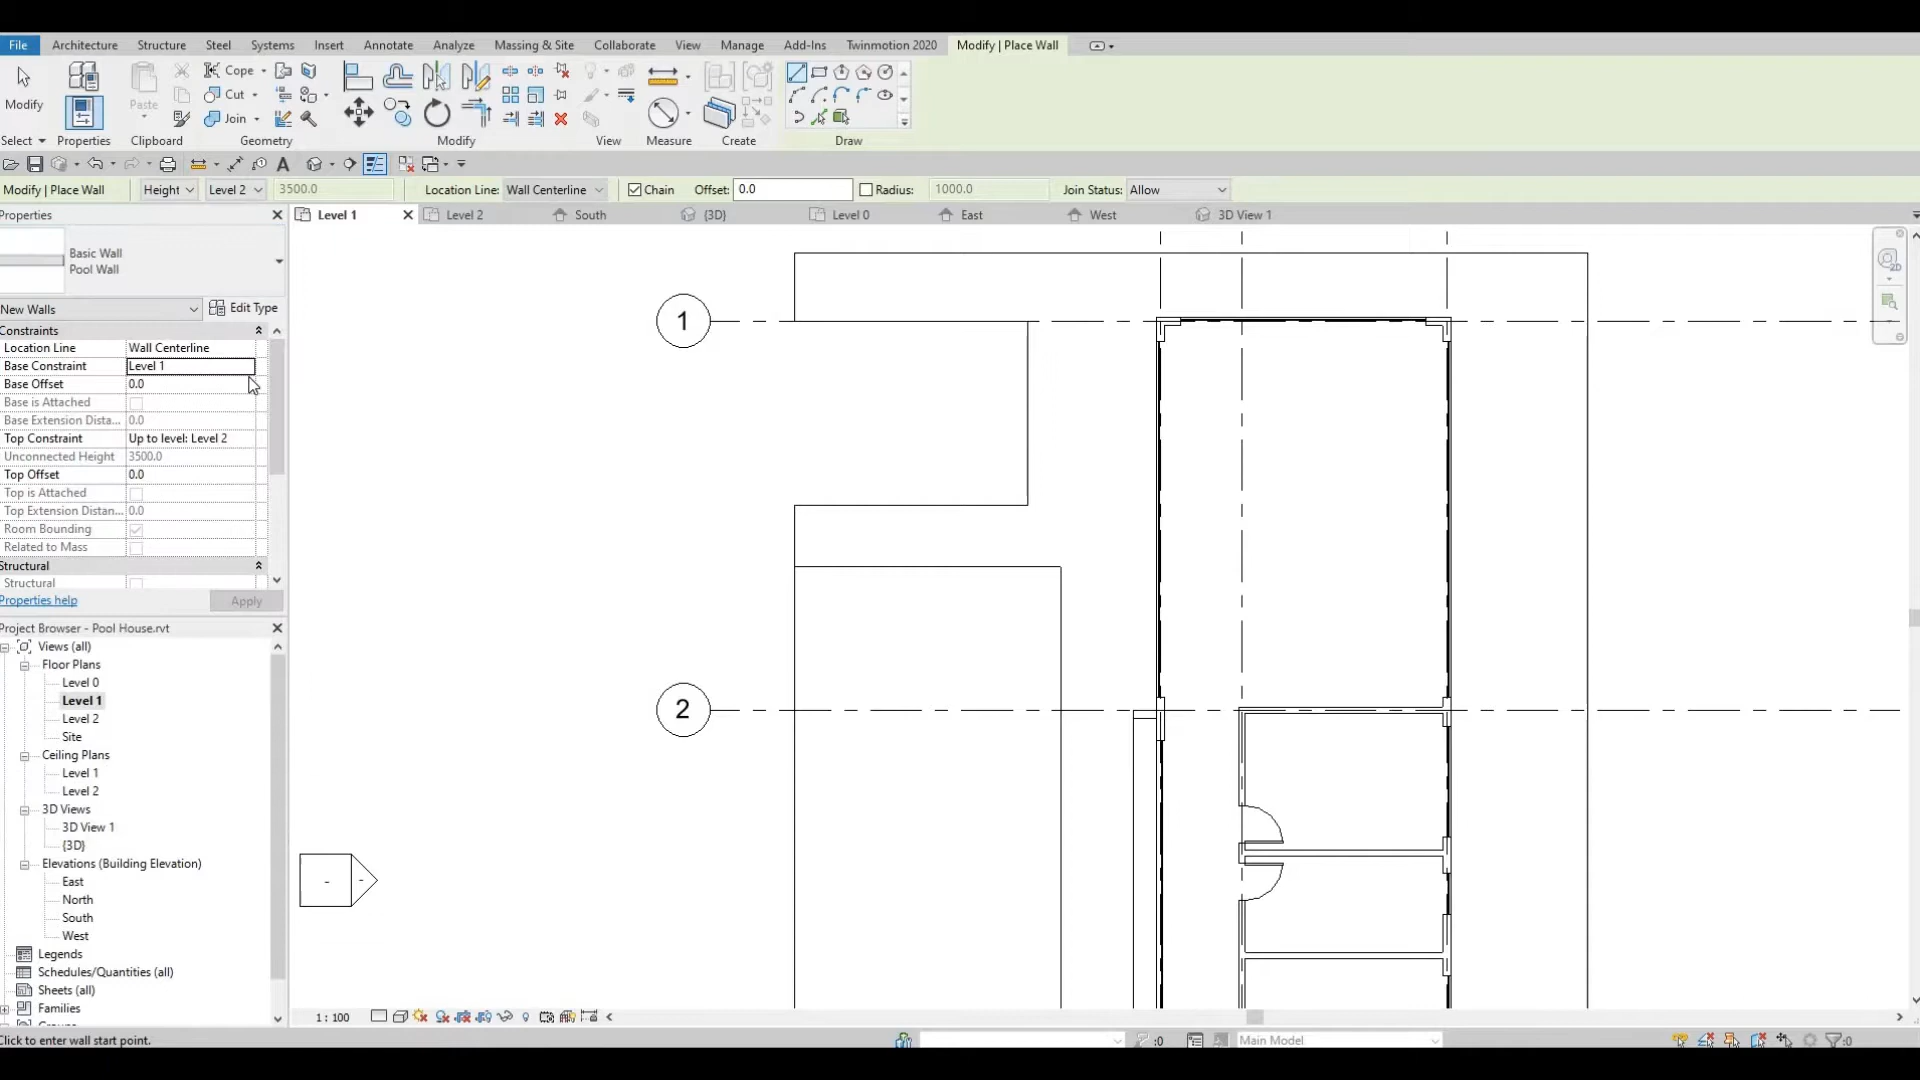 File Architecture Structure Steel Systems Insert Annotate Analyze Massing & Site Collaborate View Manage Add-Ins Twinmotion 2020 Modify | Place Wall
Modify Paste Cope Cut Join
Select Properties Clipboard Geometry Modify View Measure Create Draw
Modify | Place Wall Height Level 2 3500.0 Location Line: Wall Centerline Chain Offset: 0.0 Radius: 1000.0 Join Status: Allow
Properties
Level 1 Level 2 South {3D} Level 0 East West 3D View 1
Basic Wall
Pool Wall
New Walls Edit Type
Constraints
Location Line Wall Centerline
Base Constraint Level 1
Base Offset 0.0
Base is Attached
Base Extension Dista... 0.0
Top Constraint Up to level: Level 2
Unconnected Height 3500.0
Top Offset 0.0
Top is Attached
Top Extension Distan... 0.0
Room Bounding
Related to Mass
Structural
Structural
Properties help Apply
Project Browser - Pool House.rvt
Views (all)
Floor Plans
Level 0
Level 1
Level 2
Site
Ceiling Plans
Level 1
Level 2
3D Views
3D View 1
{3D}
Elevations (Building Elevation)
East
North
South
West
Legends
Schedules/Quantities (all)
Sheets (all)
Families
1
2
2D
1 : 100
Click to enter wall start point. :0 Main Model :0